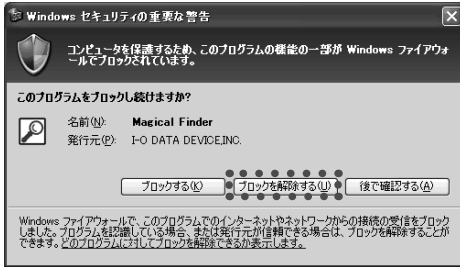 Windows セキュリティの重要な警告
コンピュータを保護するため、このプログラムの機能の一部が Windows ファイアウォ
ールでブロックされています。
このプログラムをブロックし続けますか?
名前(N): Magical Finder
発行元(P): I-O DATA DEVICE,INC.
ブロックする(K) ブロックを解除する(U) 後で確認する(A)
Windows ファイアウォールで、このプログラムでのインターネットやネットワークからの接続の受信をブロック
しました。プログラムを認識している場合、または発行元が信頼できる場合は、ブロックを解除することが
できます。どのプログラムに対してブロックを解除できるか表示します。